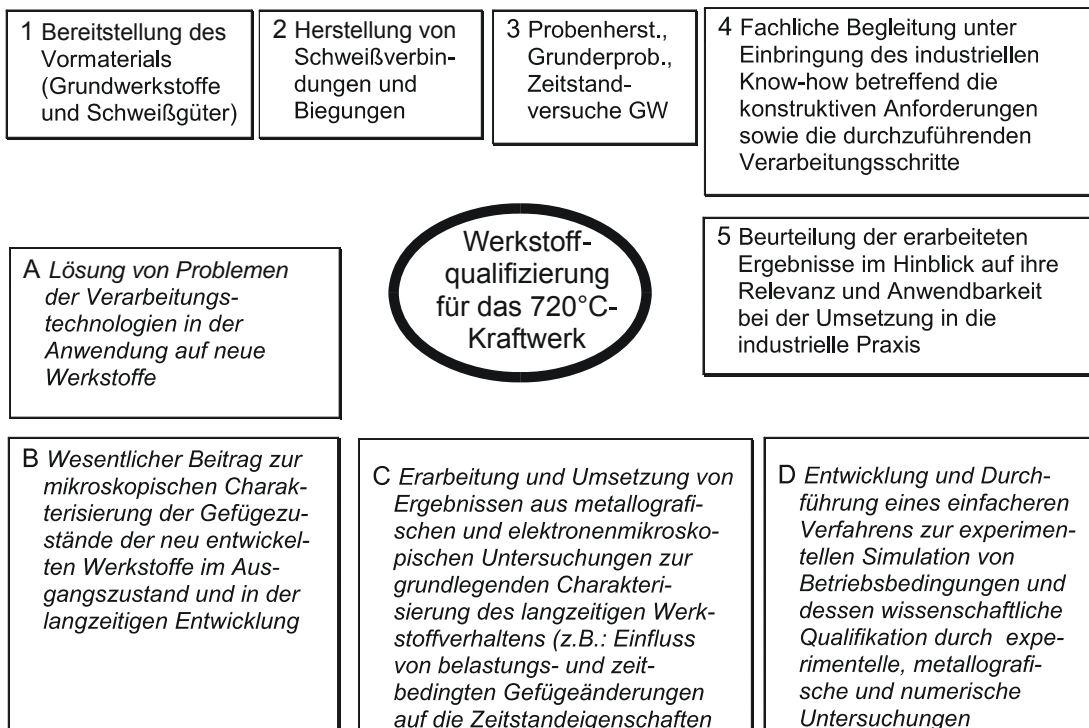 1 Bereitstellung des
Vormaterials
(Grundwerkstoffe
und Schweißgüter)
2 Herstellung von
Schweißverbin-
dungen und
Biegungen
3 Probenherst.,
Grunderprob.,
Zeitstand-
versuche GW
4 Fachliche Begleitung unter
Einbringung des industriellen
Know-how betreffend die
konstruktiven Anforderungen
sowie die durchzuführenden
Verarbeitungsschritte
Werkstoff-
qualifizierung
für das 720°C-
Kraftwerk
5 Beurteilung der erarbeiteten
Ergebnisse im Hinblick auf ihre
Relevanz und Anwendbarkeit
bei der Umsetzung in die
industrielle Praxis
A Lösung von Problemen
der Verarbeitungs-
technologien in der
Anwendung auf neue
Werkstoffe
B Wesentlicher Beitrag zur
mikroskopischen Charak-
terisierung der Gefügezu-
stände der neu entwickel-
ten Werkstoffe im Aus-
gangszustand und in der
langzeitigen Entwicklung
C Erarbeitung und Umsetzung von
Ergebnissen aus metallografi-
schen und elektronenmikrosko-
pischen Untersuchungen zur
grundlegenden Charakteri-
sierung des langzeitigen Werk-
stoffverhaltens (z.B.: Einfluss
von belastungs- und zeit-
bedingten Gefügeänderungen
auf die Zeitstandeigenschaften
D Entwicklung und Durch-
führung eines einfacheren
Verfahrens zur experimen-
tellen Simulation von
Betriebsbedingungen und
dessen wissenschaftliche
Qualifikation durch expe-
rimentelle, metallografi-
sche und numerische
Untersuchungen